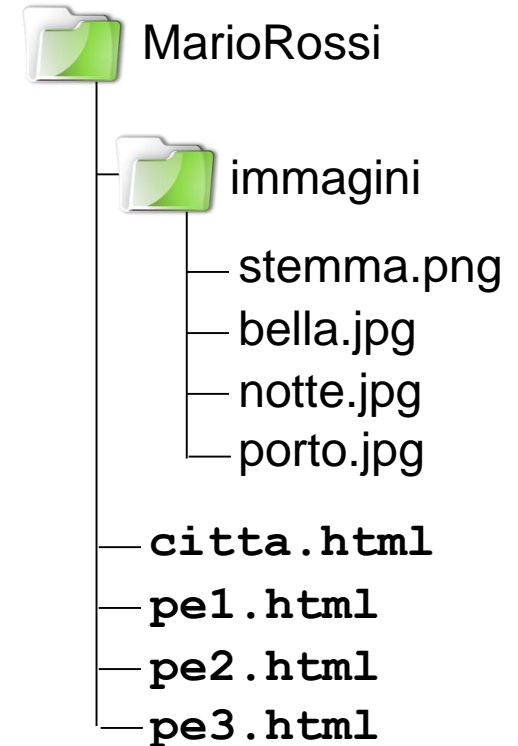 MarioRossi
immagini
stemma.png
bella.jpg
notte.jpg
porto.jpg
citta.html
pe1.html
pe2.html
pe3.html